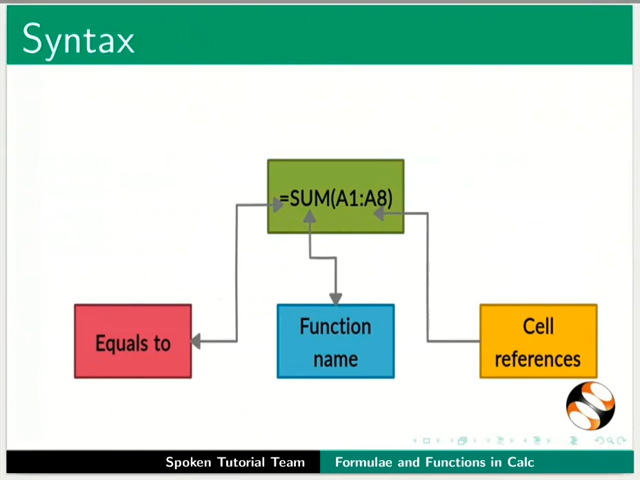 Syntax
=SUM(A1:A8)
Equals to
Function
name
Cell
references
Spoken Tutorial Team
Formulae and Functions in Calc